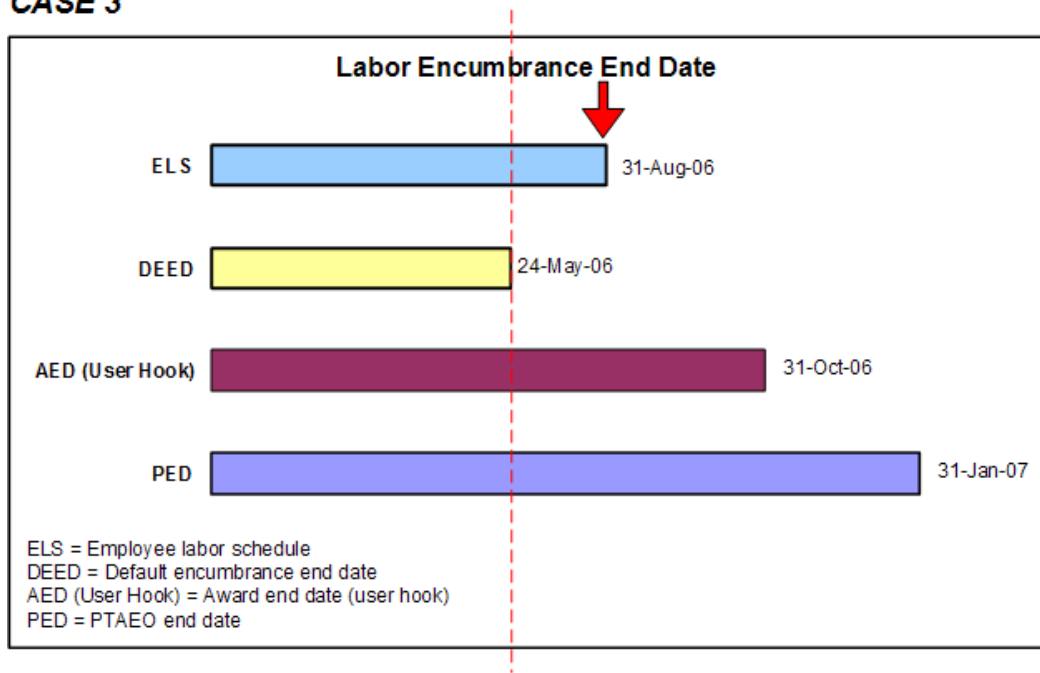 CASE 3
Labor Encumbrance End Date
ELS
31-Aug-06
DEED
24-May-06
AED (User Hook)
31-Oct-06
PED
31-Jan-07
ELS = Employee labor schedule
DEED = Default encumbrance end date
AED (User Hook) = Award end date (user hook)
PED = PTAEO end date